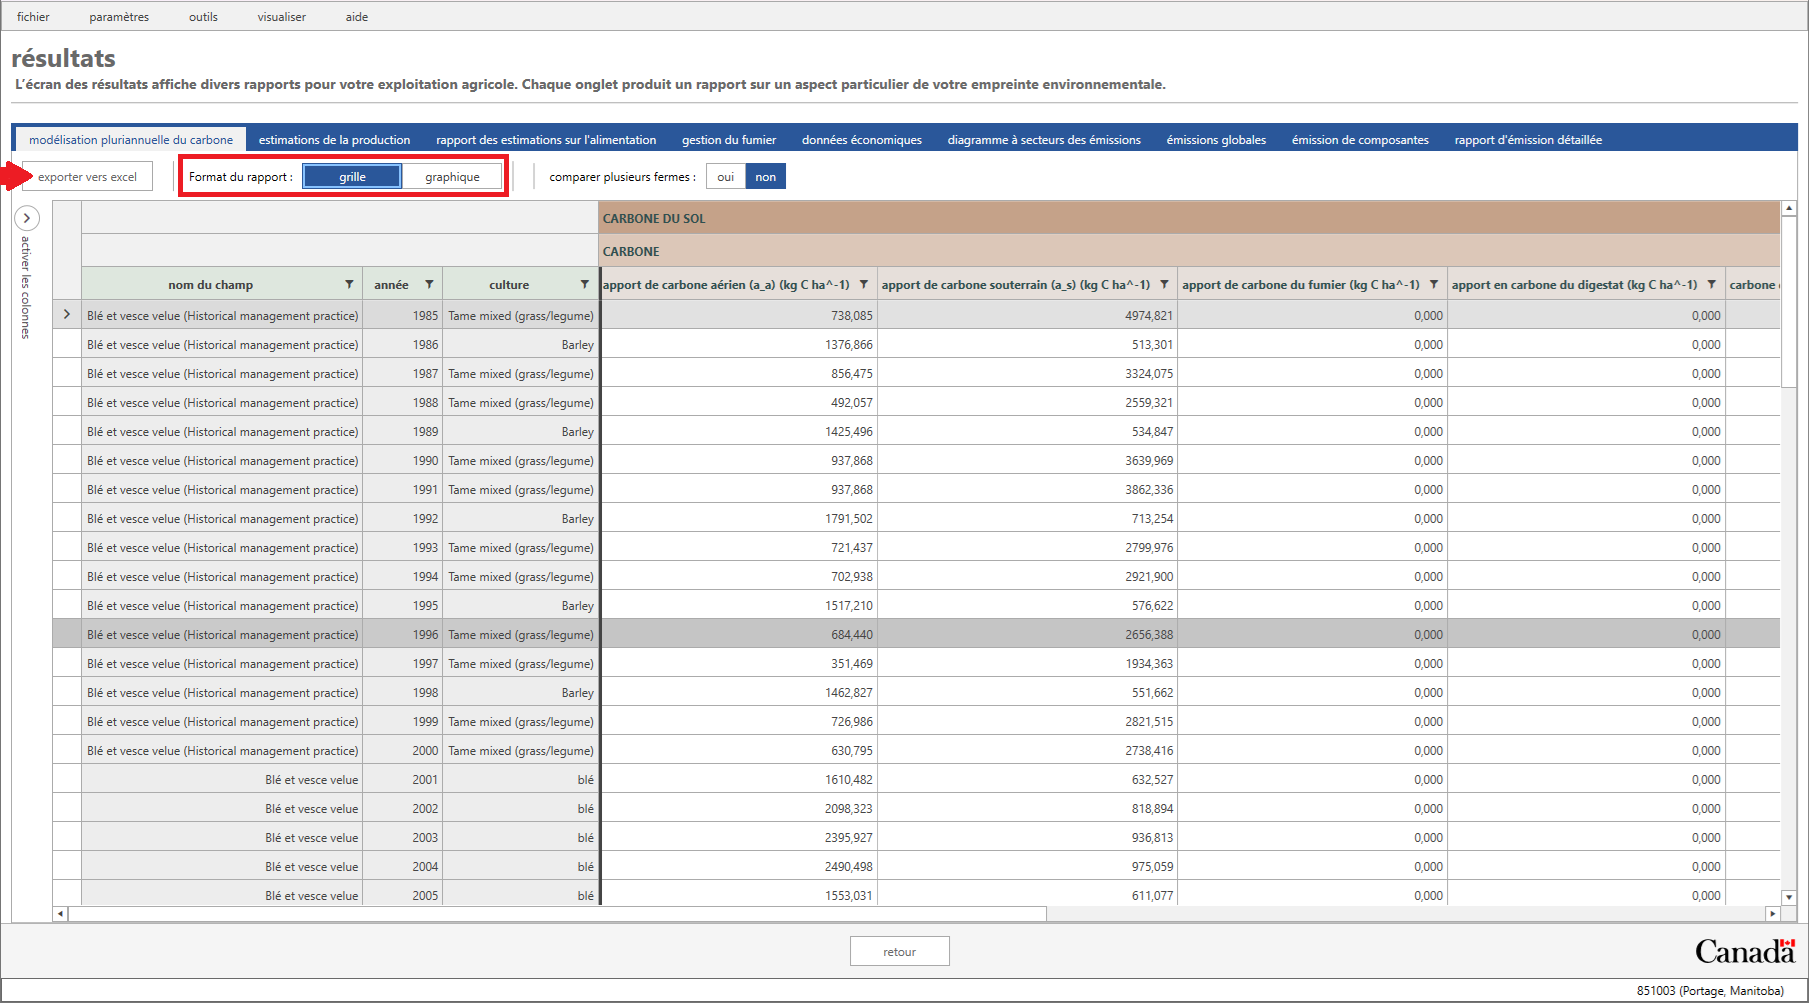 fichier paramètres outils visualiser aide
résultats
L'écran des résultats affiche divers rapports pour votre exploitation agricole. Chaque onglet produit un rapport sur un aspect particulier de votre empreinte environnementale.
modélisation pluriannuelle du carbone estimations de la production rapport des estimations sur l'alimentation gestion du fumier données économiques diagramme à secteurs des émissions émissions globales émission de composantes rapport d'émission détaillée
exporter vers excel Format du rapport : grille graphique comparer plusieurs fermes : oui non
activer les colonnes
CARBONE DU SOL
CARBONE
nom du champ année culture apport de carbone aérien (a_a) (kg C ha^-1) apport de carbone souterrain (a_s) (kg C ha^-1) apport de carbone du fumier (kg C ha^-1) apport en carbone du digestat (kg C ha^-1) carbone
Blé et vesce velue (Historical management practice) 1985 Tame mixed (grass/legume) 738,085 4974,821 0,000 0,000
Blé et vesce velue (Historical management practice) 1986 Barley 1376,866 513,301 0,000 0,000
Blé et vesce velue (Historical management practice) 1987 Tame mixed (grass/legume) 856,475 3324,075 0,000 0,000
Blé et vesce velue (Historical management practice) 1988 Tame mixed (grass/legume) 492,057 2559,321 0,000 0,000
Blé et vesce velue (Historical management practice) 1989 Barley 1425,496 534,847 0,000 0,000
Blé et vesce velue (Historical management practice) 1990 Tame mixed (grass/legume) 937,868 3639,969 0,000 0,000
Blé et vesce velue (Historical management practice) 1991 Tame mixed (grass/legume) 937,868 3862,336 0,000 0,000
Blé et vesce velue (Historical management practice) 1992 Barley 1791,502 713,254 0,000 0,000
Blé et vesce velue (Historical management practice) 1993 Tame mixed (grass/legume) 721,437 2799,976 0,000 0,000
Blé et vesce velue (Historical management practice) 1994 Tame mixed (grass/legume) 702,938 2921,900 0,000 0,000
Blé et vesce velue (Historical management practice) 1995 Barley 1517,210 576,622 0,000 0,000
Blé et vesce velue (Historical management practice) 1996 Tame mixed (grass/legume) 684,440 2656,388 0,000 0,000
Blé et vesce velue (Historical management practice) 1997 Tame mixed (grass/legume) 351,469 1934,363 0,000 0,000
Blé et vesce velue (Historical management practice) 1998 Barley 1462,827 551,662 0,000 0,000
Blé et vesce velue (Historical management practice) 1999 Tame mixed (grass/legume) 726,986 2821,515 0,000 0,000
Blé et vesce velue (Historical management practice) 2000 Tame mixed (grass/legume) 630,795 2738,416 0,000 0,000
Blé et vesce velue 2001 blé 1610,482 632,527 0,000 0,000
Blé et vesce velue 2002 blé 2098,323 818,894 0,000 0,000
Blé et vesce velue 2003 blé 2395,927 936,813 0,000 0,000
Blé et vesce velue 2004 blé 2490,498 975,059 0,000 0,000
Blé et vesce velue 2005 blé 1553,031 611,077 0,000 0,000
retour
Canada
851003 (Portage, Manitoba)